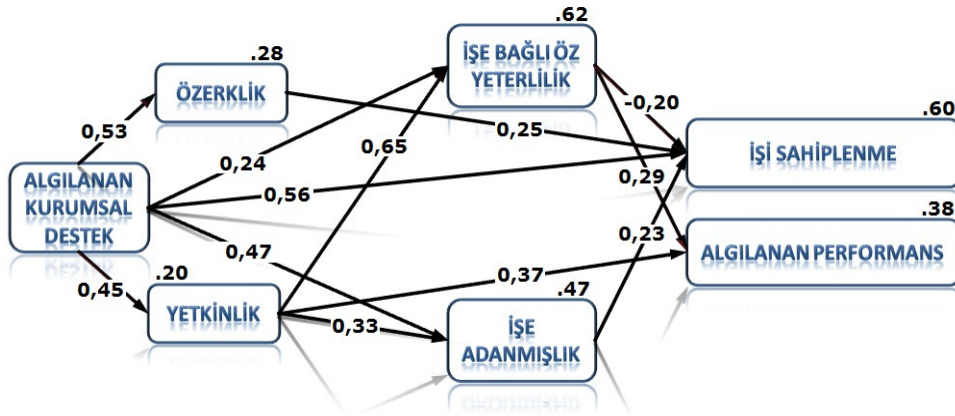 .62
İŞE BAĞLI ÖZ
YETERLİLİK
.28
ÖZERKLİK
-0,20
.60
0,53
0,25
İŞİ SAHİPLENME
0,65
0,24
ALGILANAN
KURUMSAL
DESTEK
0,56
0,29
.38
0,47
0,23
ALGILANAN PERFORMANS
.20
0,45
0,37
YETKİNLİK
.47
0,33
İŞE
ADANMIŞLIK